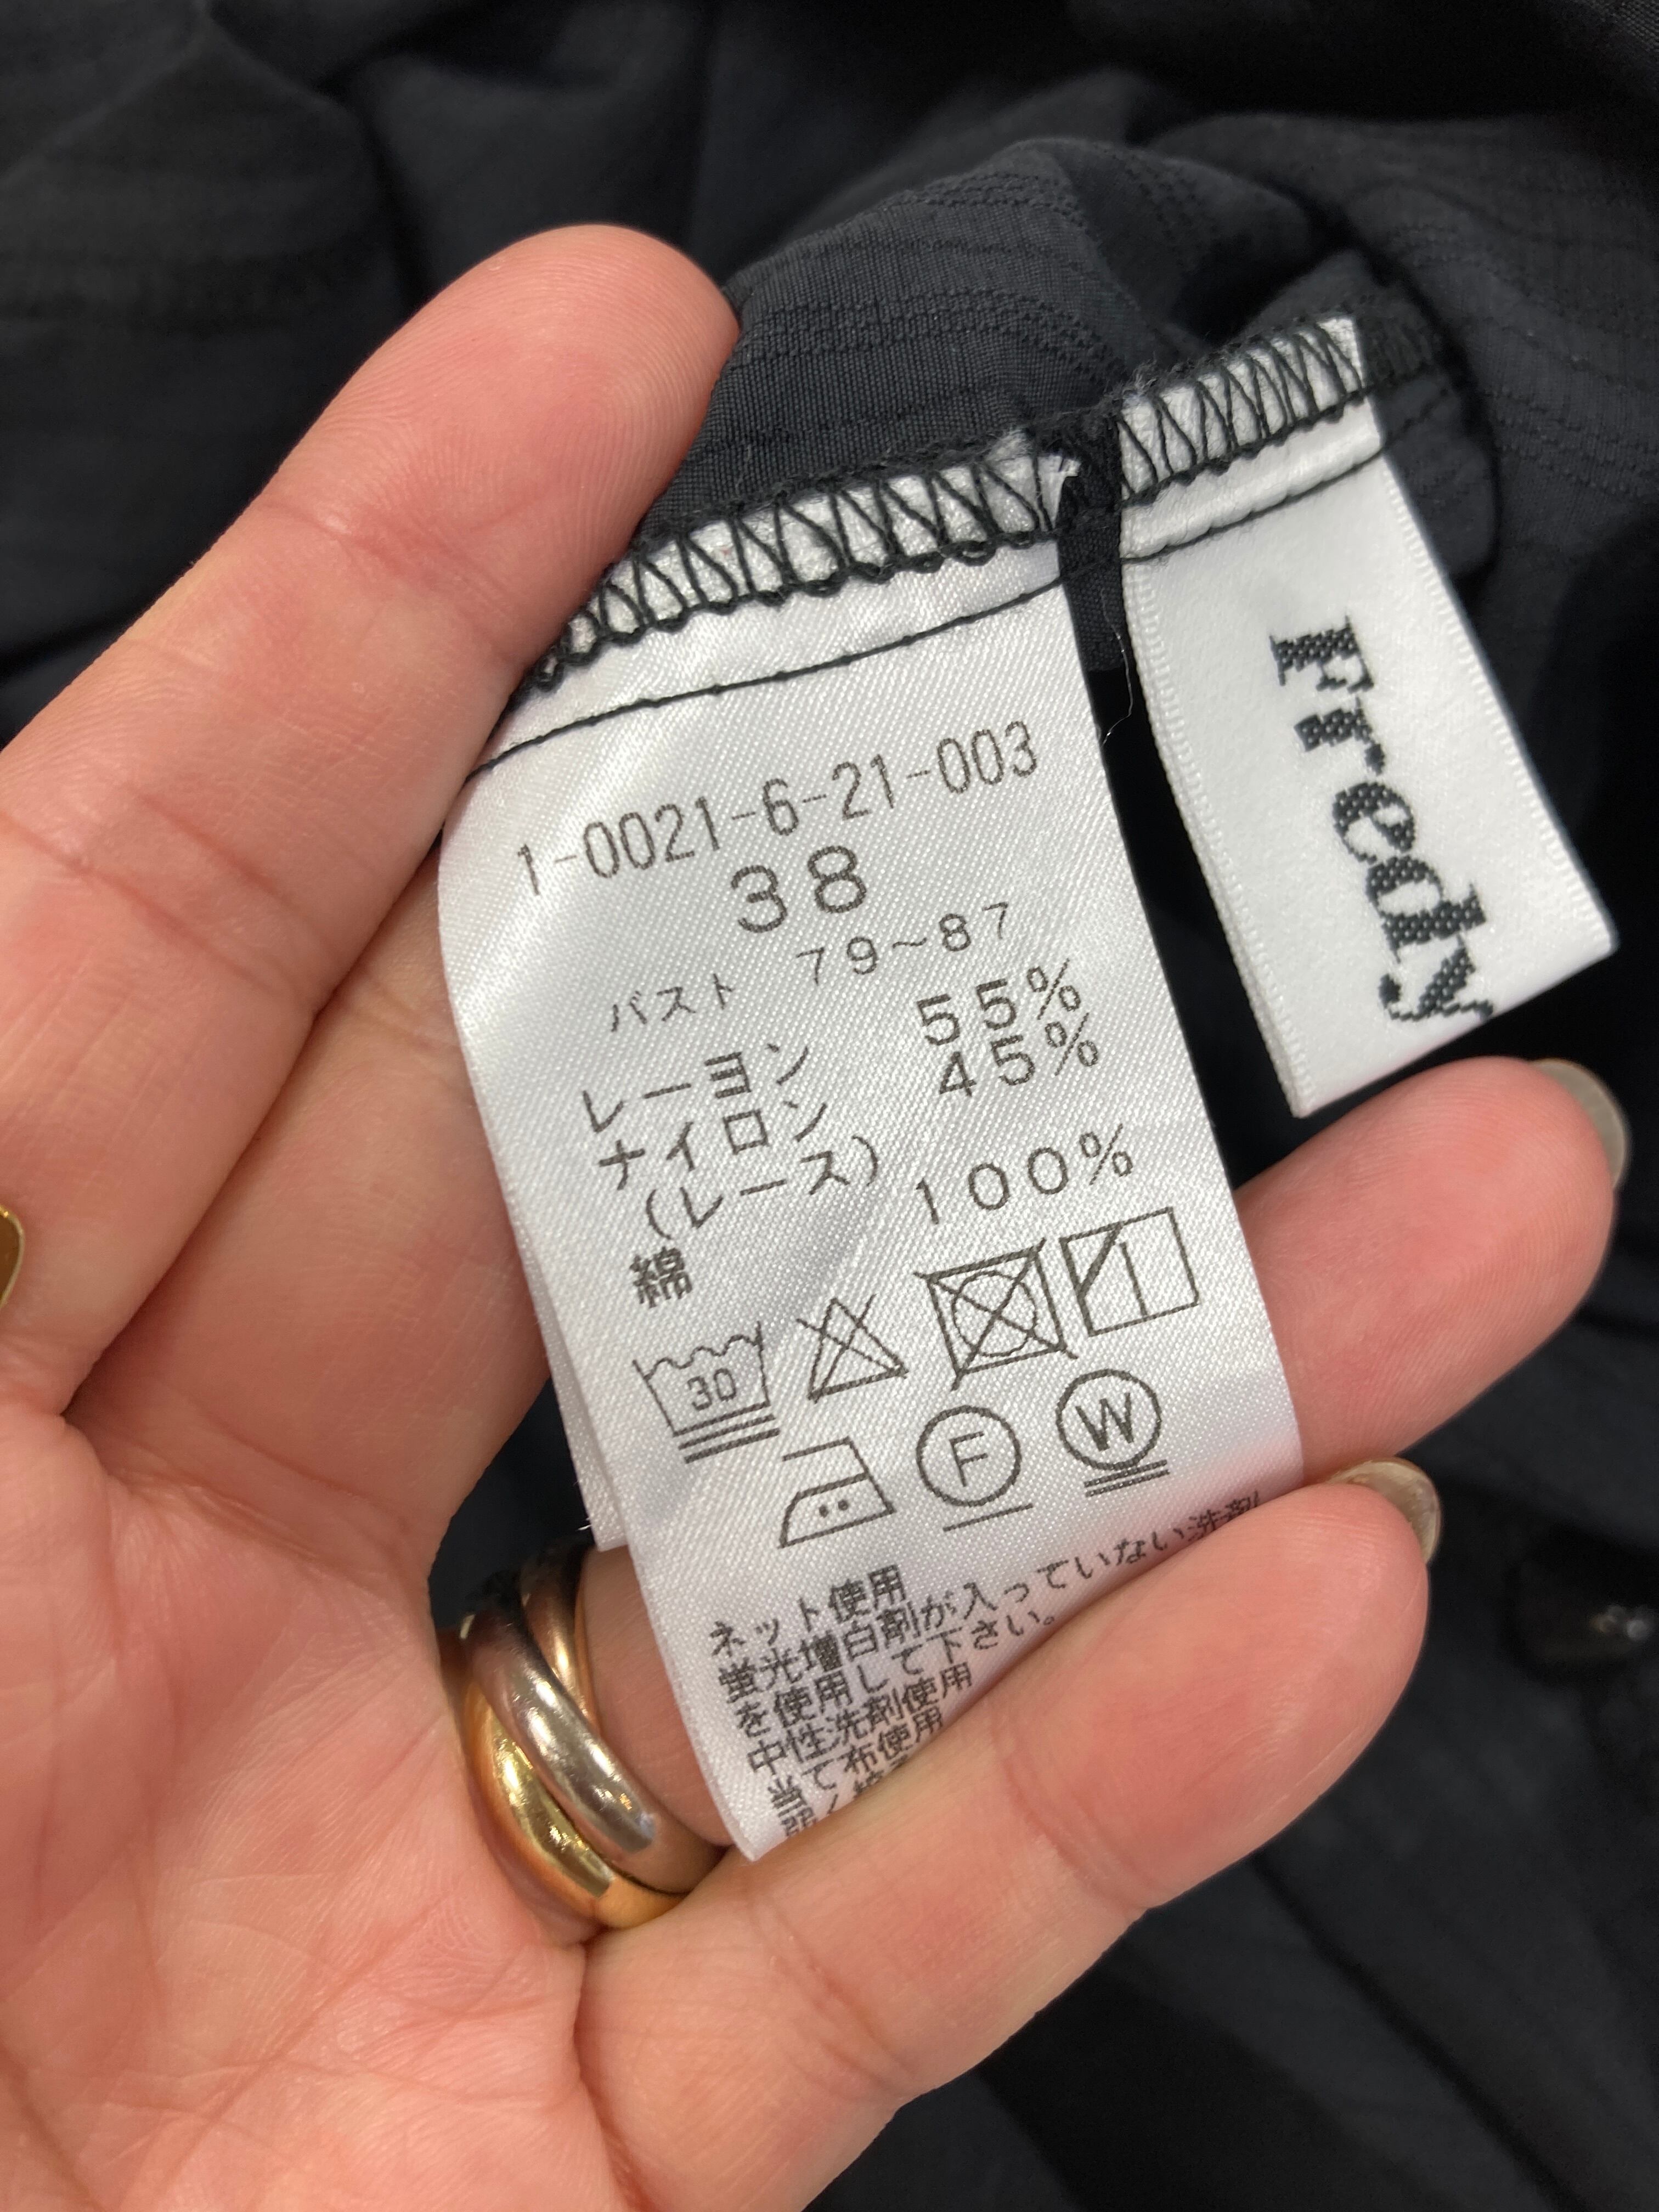 1-0021-6-21-003
38
バスト 79~87
レーヨン 55%
ナイロン 45%
(レース)
綿 100%
30
F W
ネット使用
蛍光増白剤が入っていない洗剤
を使用して下さい。
中性洗剤使用
当て布使用
Fredy